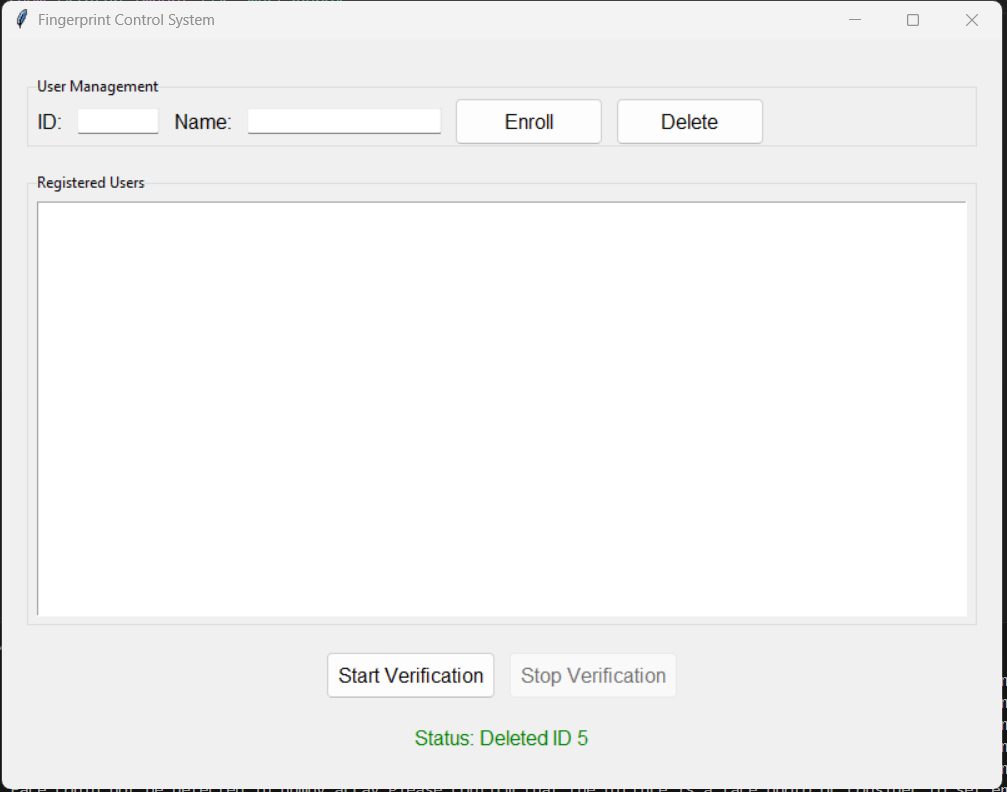 Fingerprint Control System
User Management
ID: Name: Enroll Delete
Registered Users
Start Verification Stop Verification
Status: Deleted ID 5